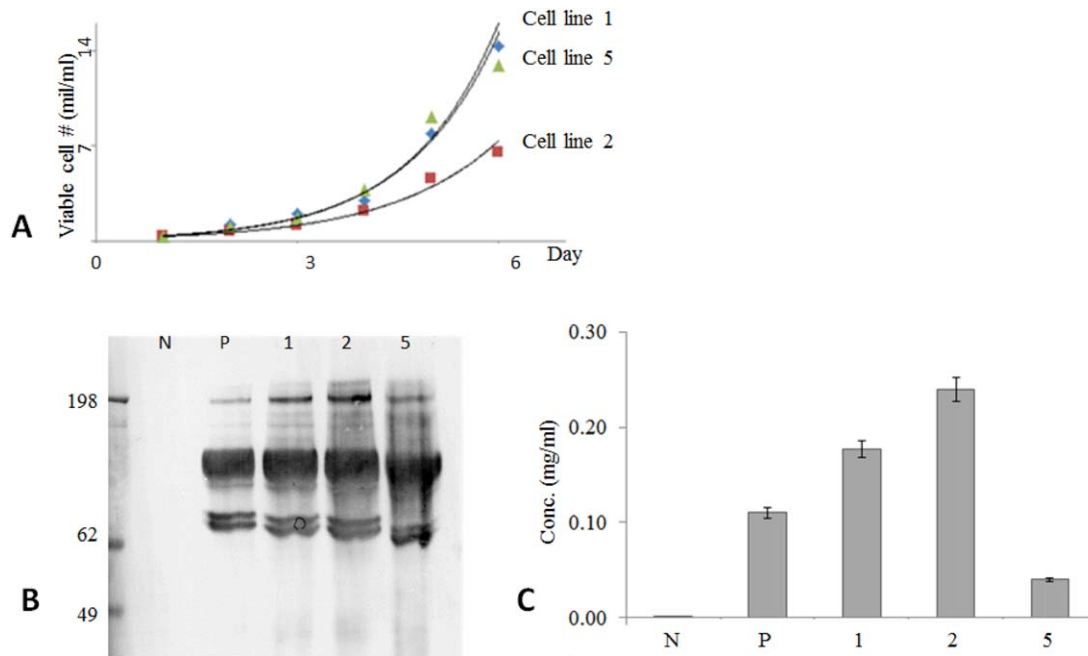 Cell line 1
14
Cell line 5
Viable cell # (mil/ml)
7
Cell line 2
A
0
3
6
Day
N P 1 2 5
198
62
49
B
0.30
0.20
0.10
0.00
Conc. (mg/ml)
C
N P 1 2 5